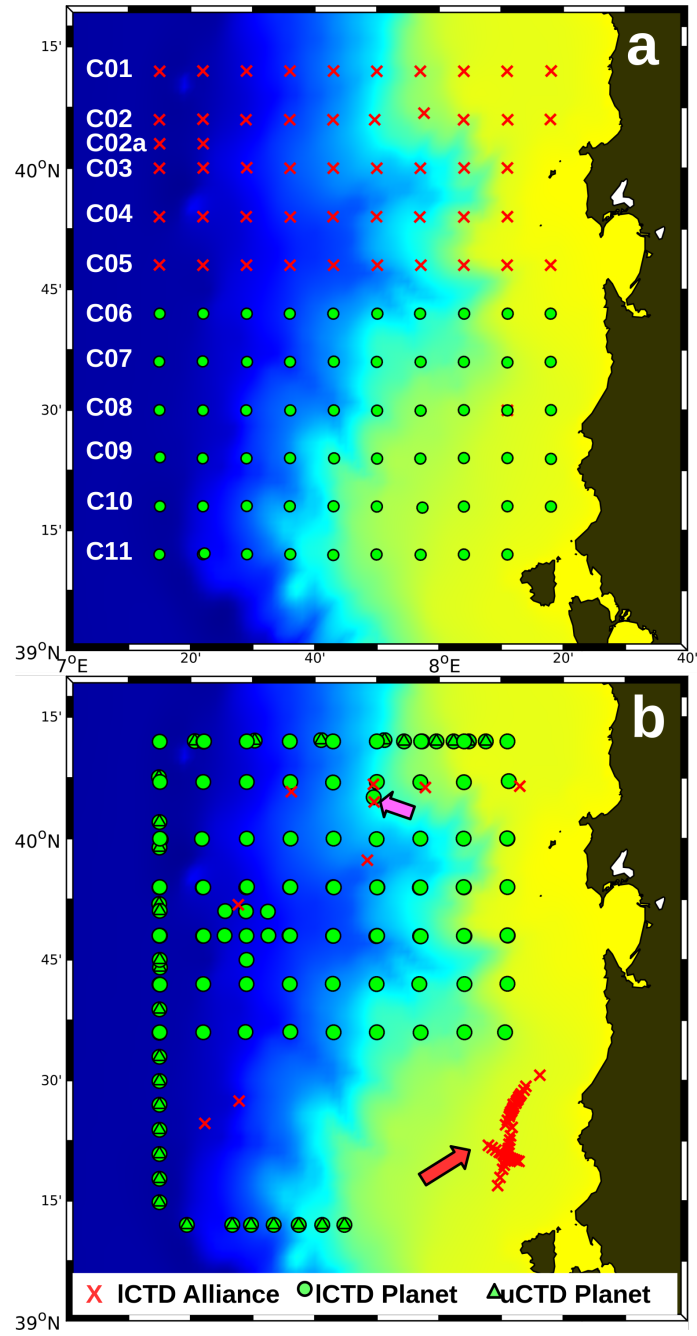 a
15'
C01
C02
C02a
40°N
C03
C04
C05
45'
C06
C07
C08
30'
C09
C10
15'
C11
39°N
7°E 20' 40' 8°E 20' 40'
b
15'
40°N
45'
30'
15'
X lCTD Alliance lCTD Planet uCTD Planet
39°N